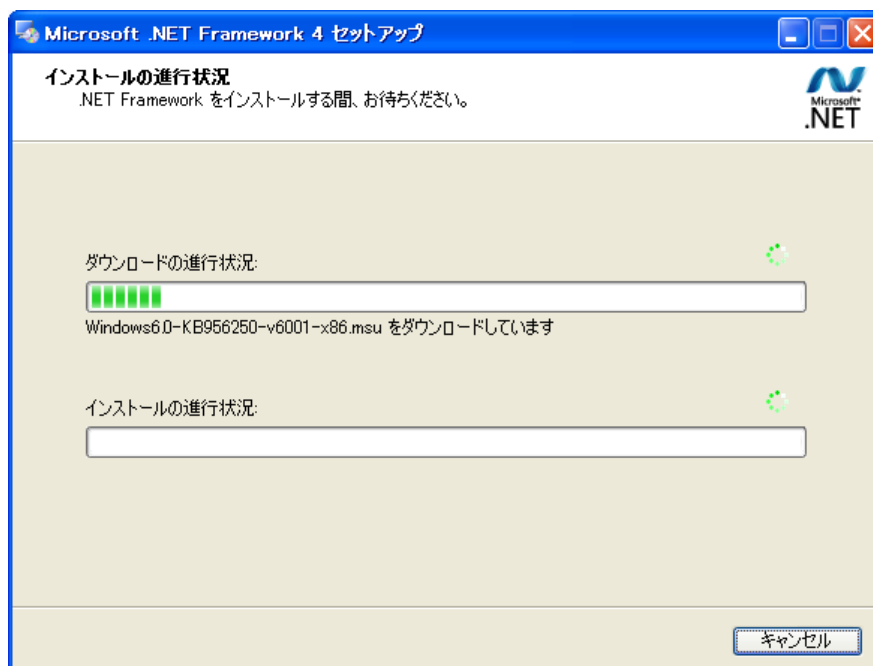 Microsoft .NET Framework 4 セットアップ
インストールの進行状況
.NET Framework をインストールする間、お待ちください。
Microsoft®
.NET
ダウンロードの進行状況:
Windows6.0-KB956250-v6001-x86.msu をダウンロードしています
インストールの進行状況:
キャンセル